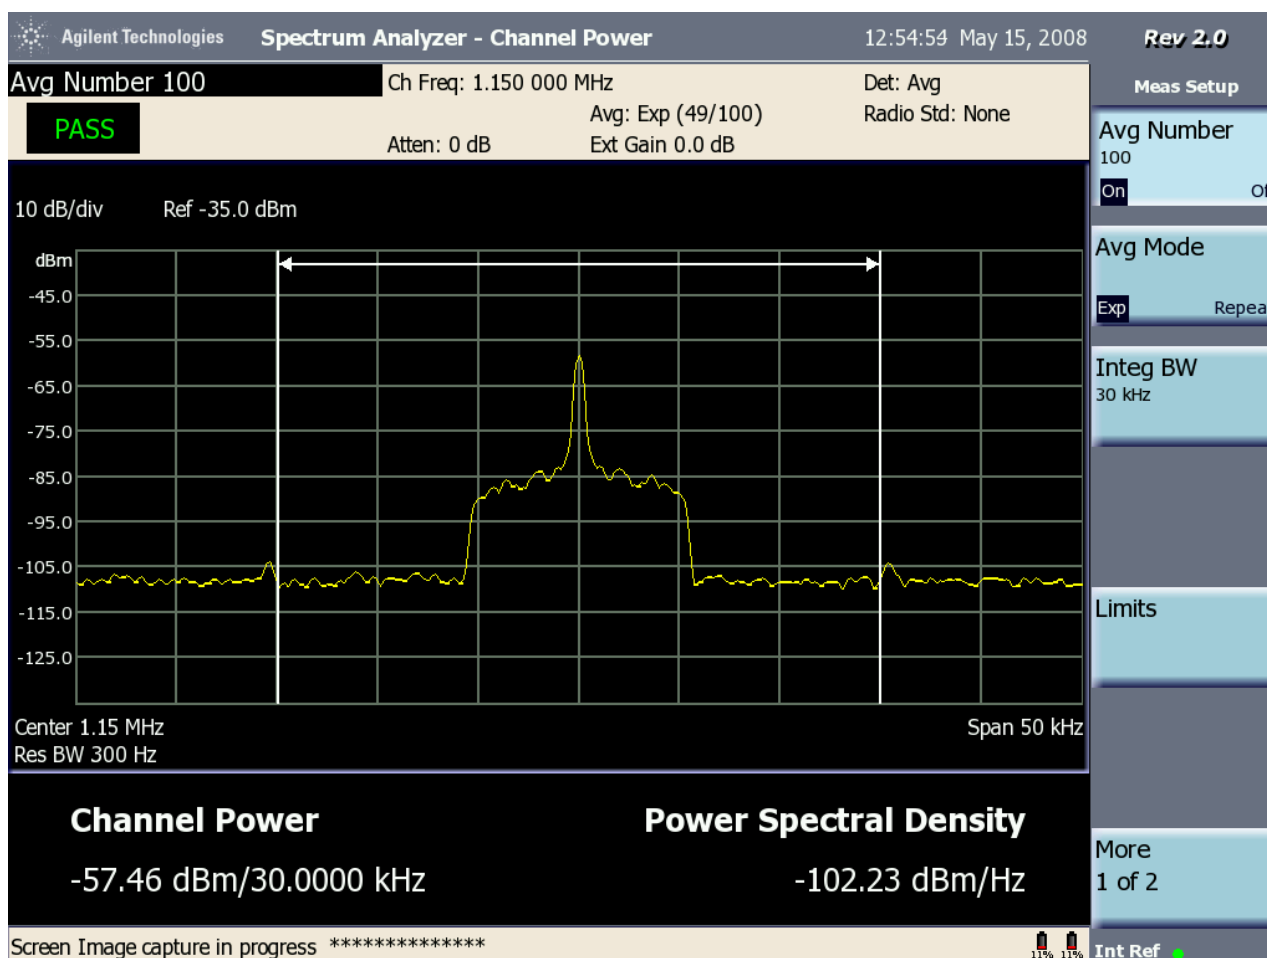 Agilent Technologies Spectrum Analyzer - Channel Power 12:54:54 May 15, 2008 Rev 2.0
Avg Number 100 Ch Freq: 1.150 000 MHz Det: Avg Meas Setup
PASS Avg: Exp (49/100) Radio Std: None
Atten: 0 dB Ext Gain 0.0 dB
Avg Number
100
On Of
10 dB/div Ref -35.0 dBm
Avg Mode
Exp Repea
Integ BW
30 kHz
Limits
More
1 of 2
dBm
-45.0
-55.0
-65.0
-75.0
-85.0
-95.0
-105.0
-115.0
-125.0
Center 1.15 MHz Span 50 kHz
Res BW 300 Hz
Channel Power Power Spectral Density
-57.46 dBm/30.0000 kHz -102.23 dBm/Hz
Screen Image capture in progress ************** 11% 11% Int Ref